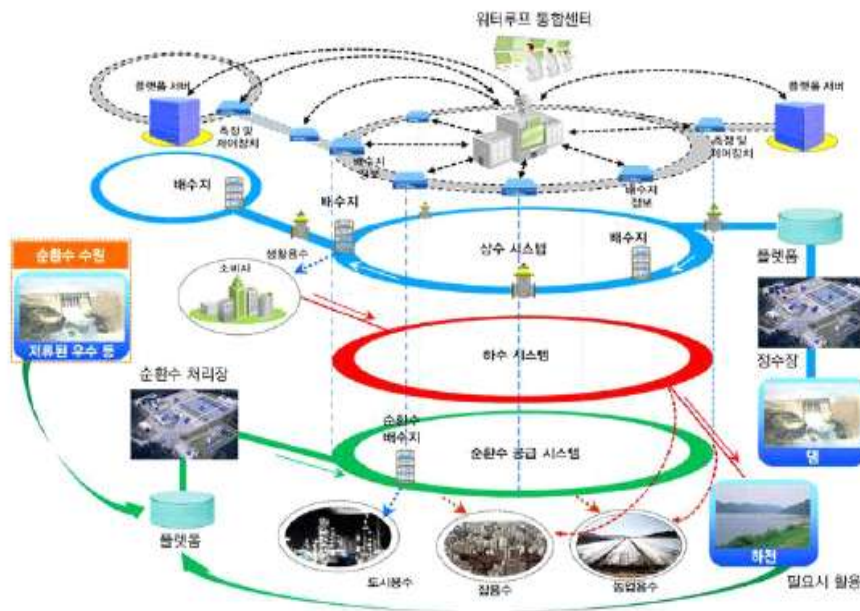 워터루프 통합센터
플랫폼 서버
플랫폼 서버
측정 및
제어장치
측정 및
제어장치
배수지
정보
배수지
정보
배수지
배수지
상수 시스템
배수지
생활용수
플랫폼
순환수 수원
저류된 우수 등
소비자
정수장
하수 시스템
순환수 처리장
순환수
배수지
순환수 공급 시스템
댐
플렛폼
도시용수
잡용수
농업용수
하천
필요시 활용